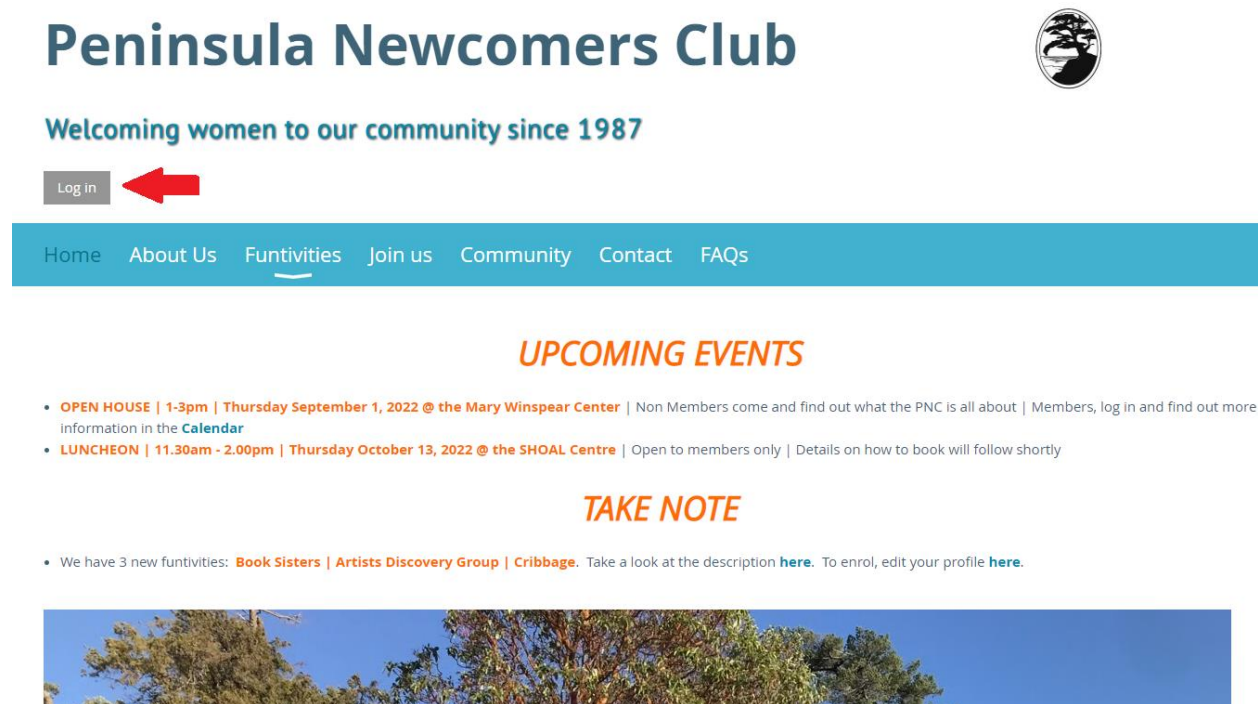 Peninsula Newcomers Club
Welcoming women to our community since 1987
Log in
Home About Us Funtivities Join us Community Contact FAQs
UPCOMING EVENTS
• OPEN HOUSE | 1-3pm | Thursday September 1, 2022 @ the Mary Winspear Center | Non Members come and find out what the PNC is all about | Members, log in and find out more
information in the Calendar
• LUNCHEON | 11.30am - 2.00pm | Thursday October 13, 2022 @ the SHOAL Centre | Open to members only | Details on how to book will follow shortly
TAKE NOTE
• We have 3 new funtivities: Book Sisters | Artists Discovery Group | Cribbage. Take a look at the description here. To enrol, edit your profile here.